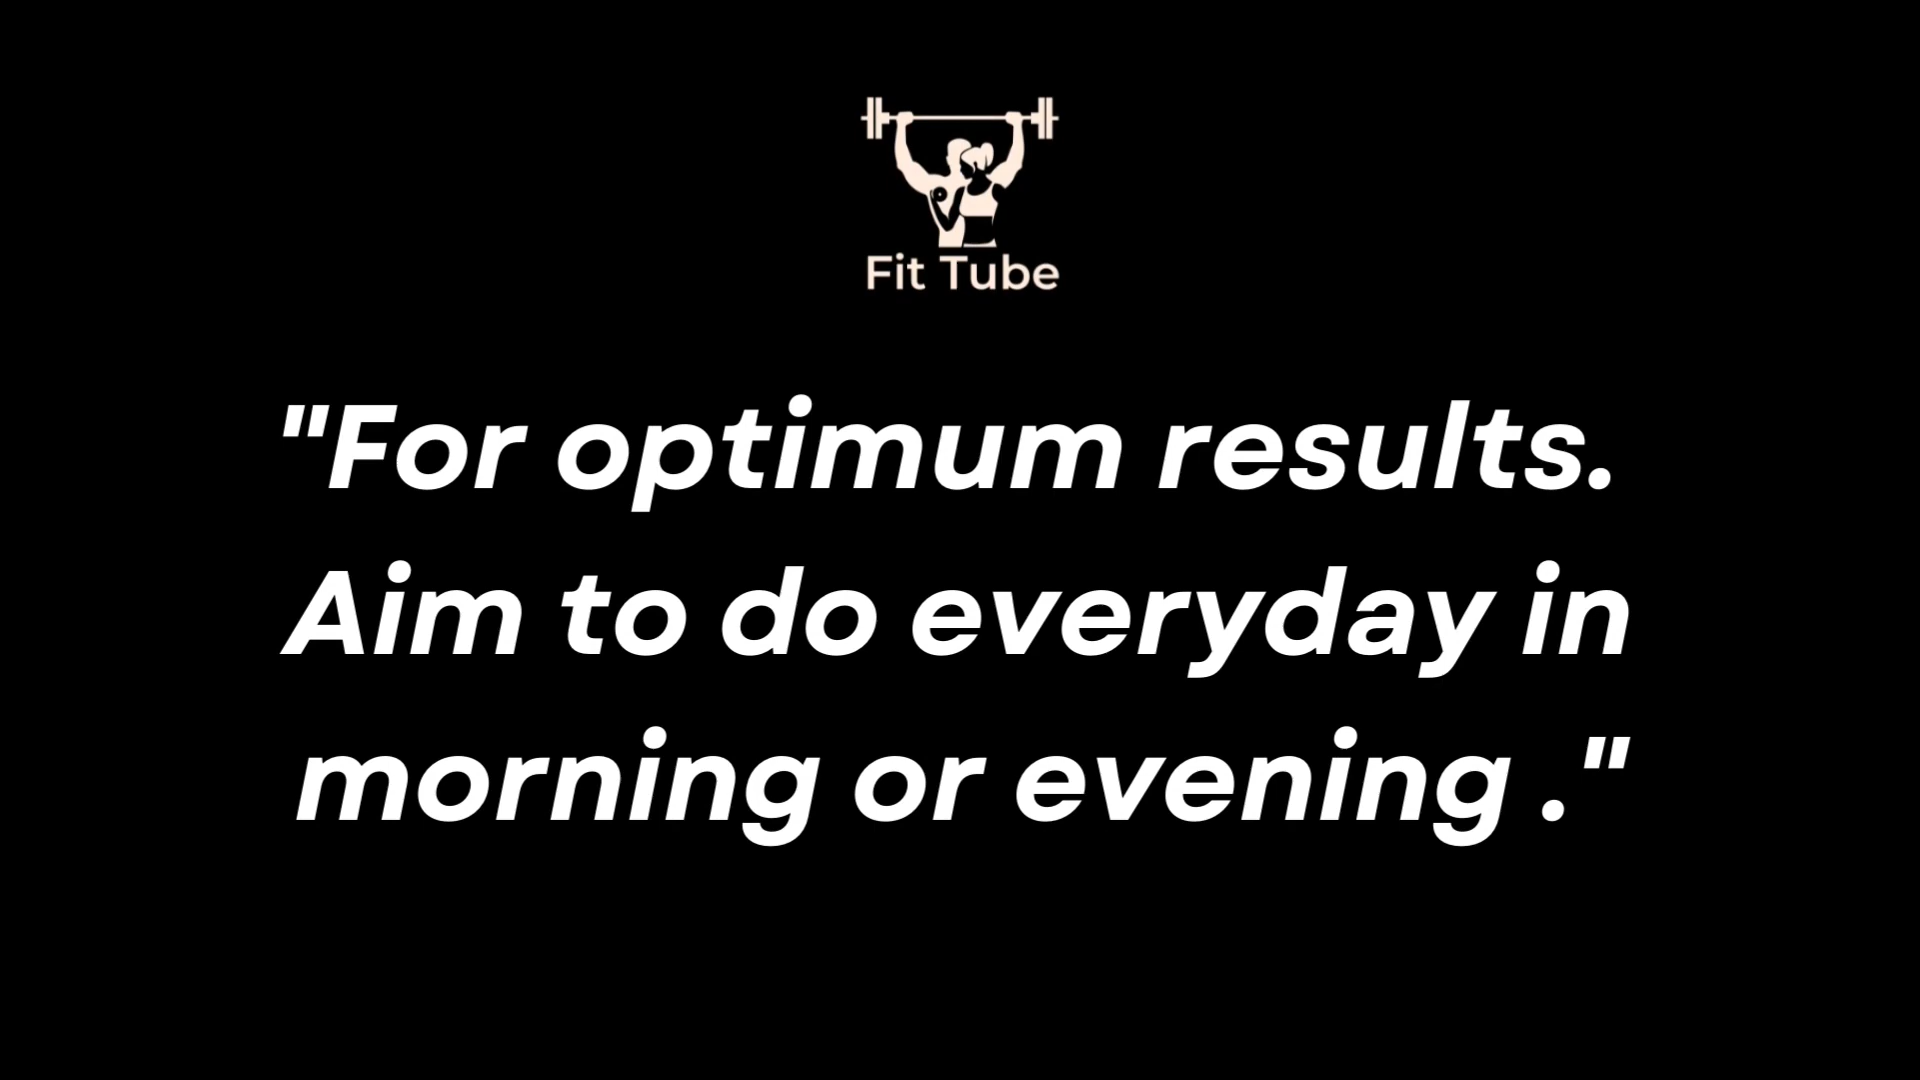 Fit Tube
"For optimum results.
Aim to do everyday in
morning or evening ."